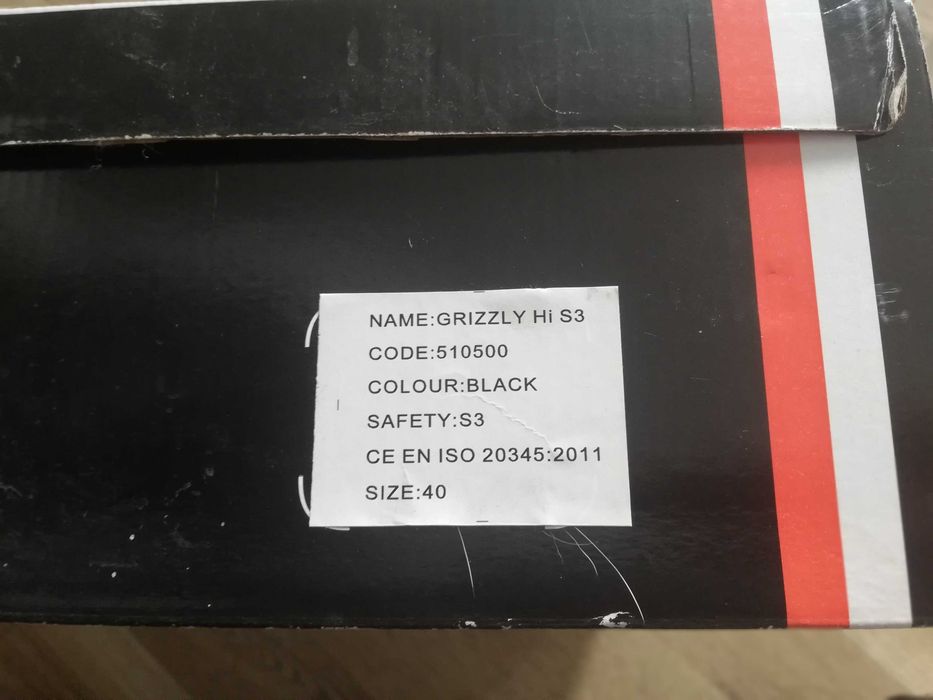 NAME:GRIZZLY Hi S3
CODE:510500
COLOUR:BLACK
SAFETY:S3
CE EN ISO 20345:2011
SIZE:40